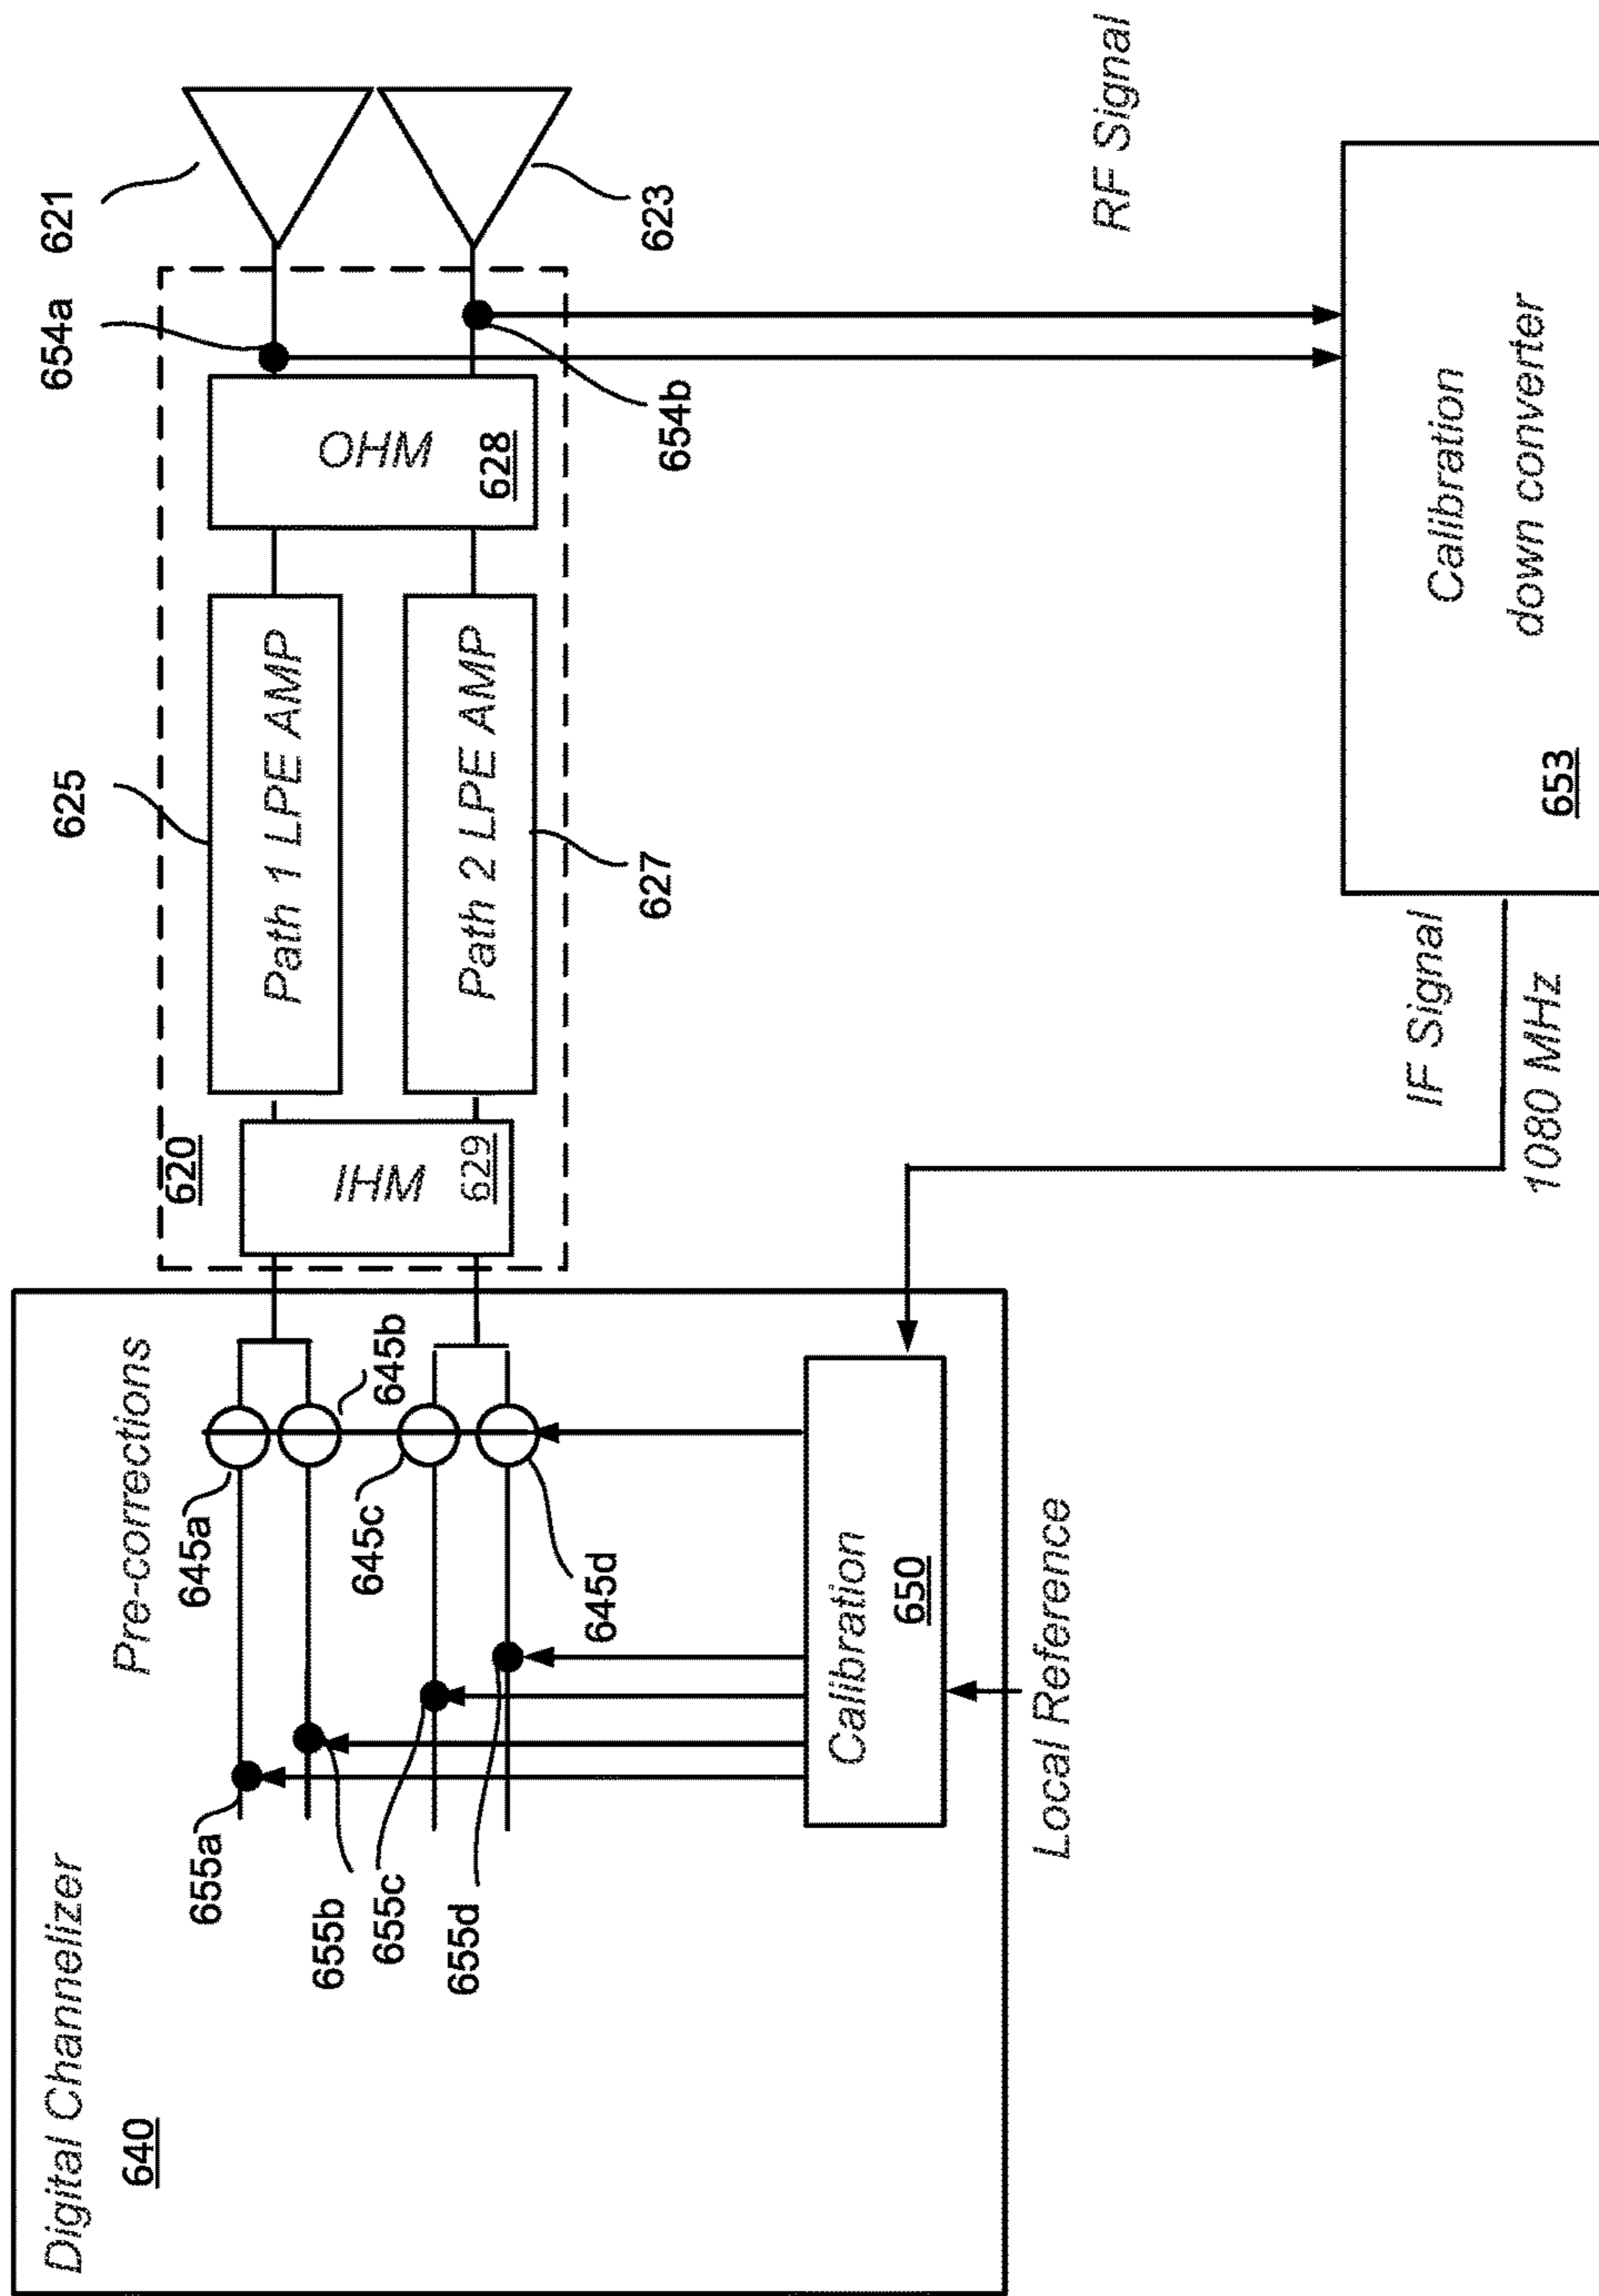 Digital Channelizer
640
Pre-corrections
645a
645b
645c
645d
655a
655b
655c
655d
Calibration
650
Local Reference
620
IHM
629
625
Path 1 LPE AMP
Path 2 LPE AMP
627
OHM
628
654a
654b
621
623
RF Signal
Calibration
down converter
653
IF Signal
1080 MHz